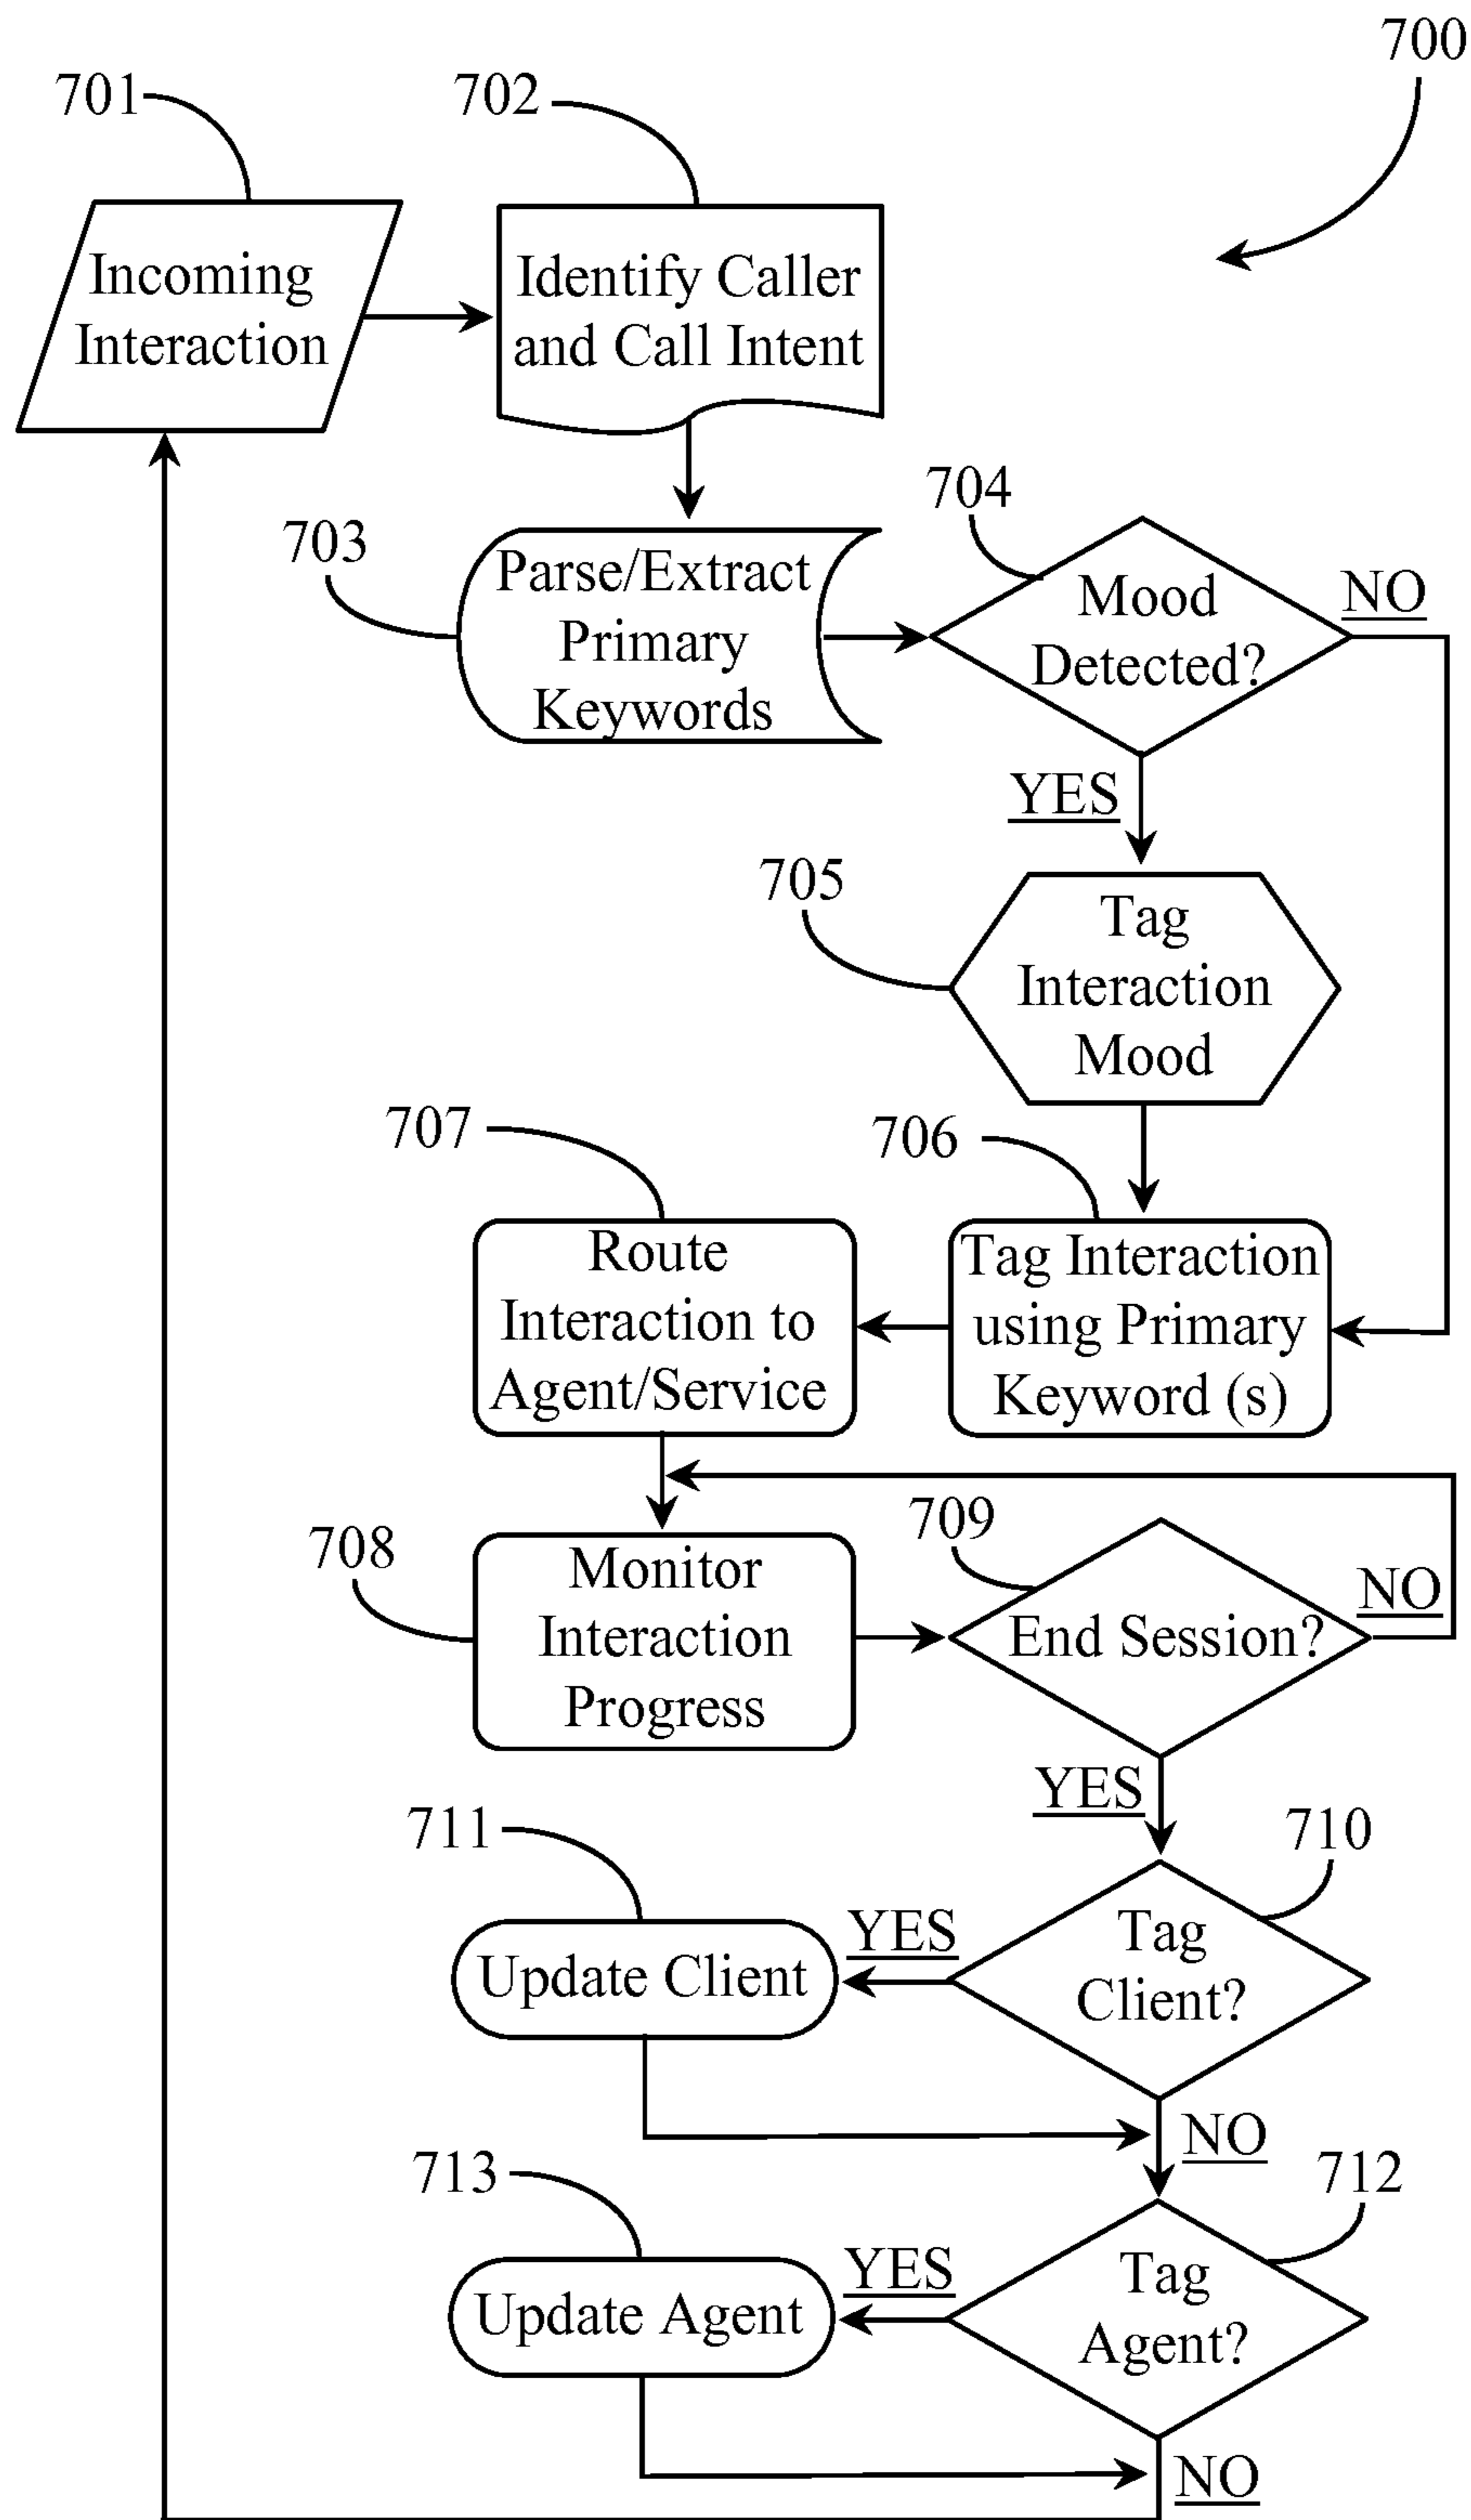 700
701
702
Incoming
Interaction
Identify Caller
and Call Intent
703
704
Parse/Extract
Primary
Keywords
Mood
Detected?
NO
YES
705
Tag
Interaction
Mood
707
706
Route
Interaction to
Agent/Service
Tag Interaction
using Primary
Keyword (s)
708
709
Monitor
Interaction
Progress
End Session?
NO
YES
711
710
Update Client
YES
Tag
Client?
NO
713
712
Update Agent
YES
Tag
Agent?
NO